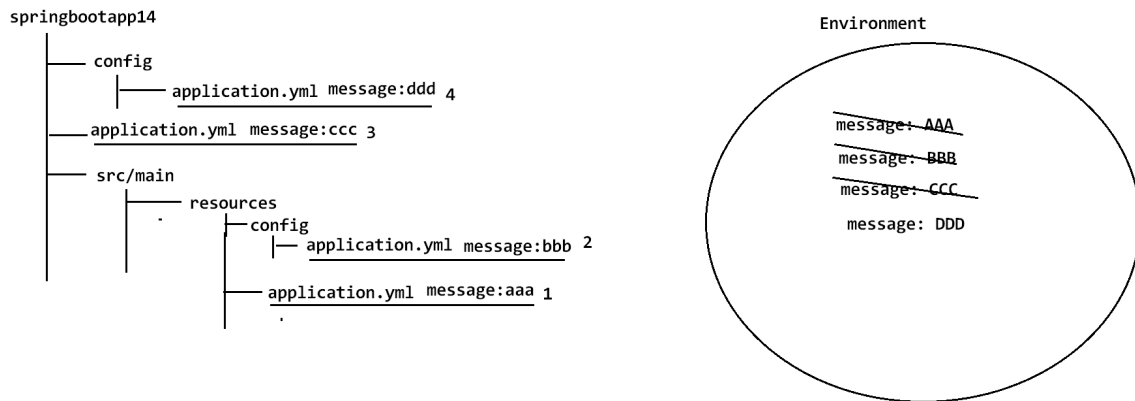 springbootapp14
config
application.yml message:ddd 4
application.yml message:ccc 3
src/main
resources
config
application.yml message:bbb 2
application.yml message:aaa 1
Environment
message: AAA
message: BBB
message: CCC
message: DDD